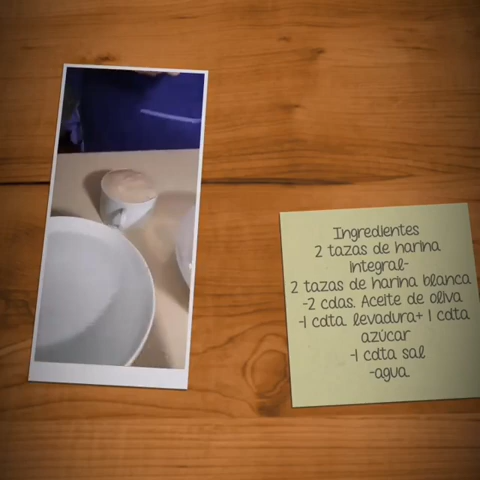 Ingredientes
2 tazas de harina
integral-
2 tazas de harina blanca
-2 cdas. Aceite de oliva
-1 cdta levadura+ 1 cdta
azúcar
-1 cdta sal
-agua